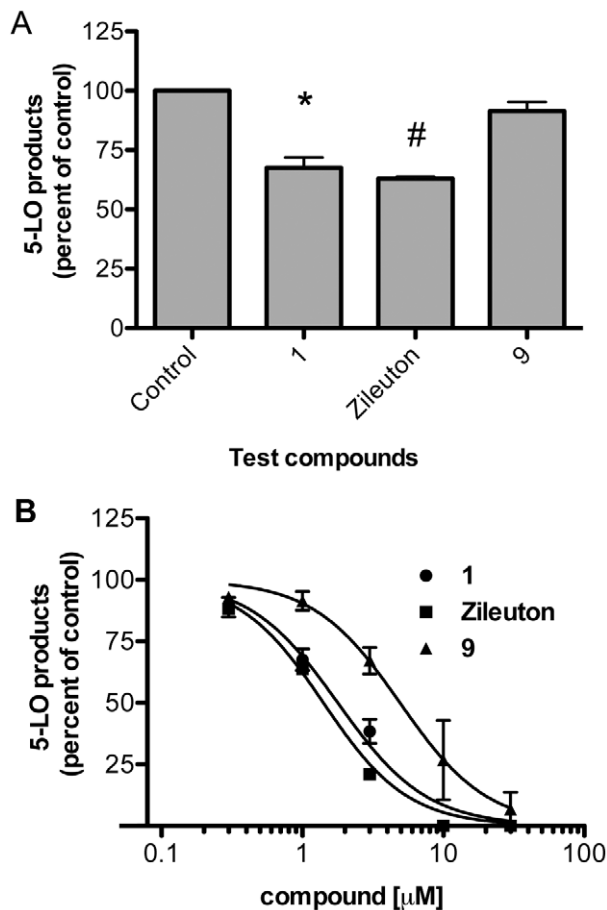 A
5-LO products
(percent of control)
125
100
75
50
25
0
*
#
Control
1
Zileuton
9
Test compounds
B
5-LO products
(percent of control)
125
100
75
50
25
1
Zileuton
9
0.1
1
10
100
compound [μM]